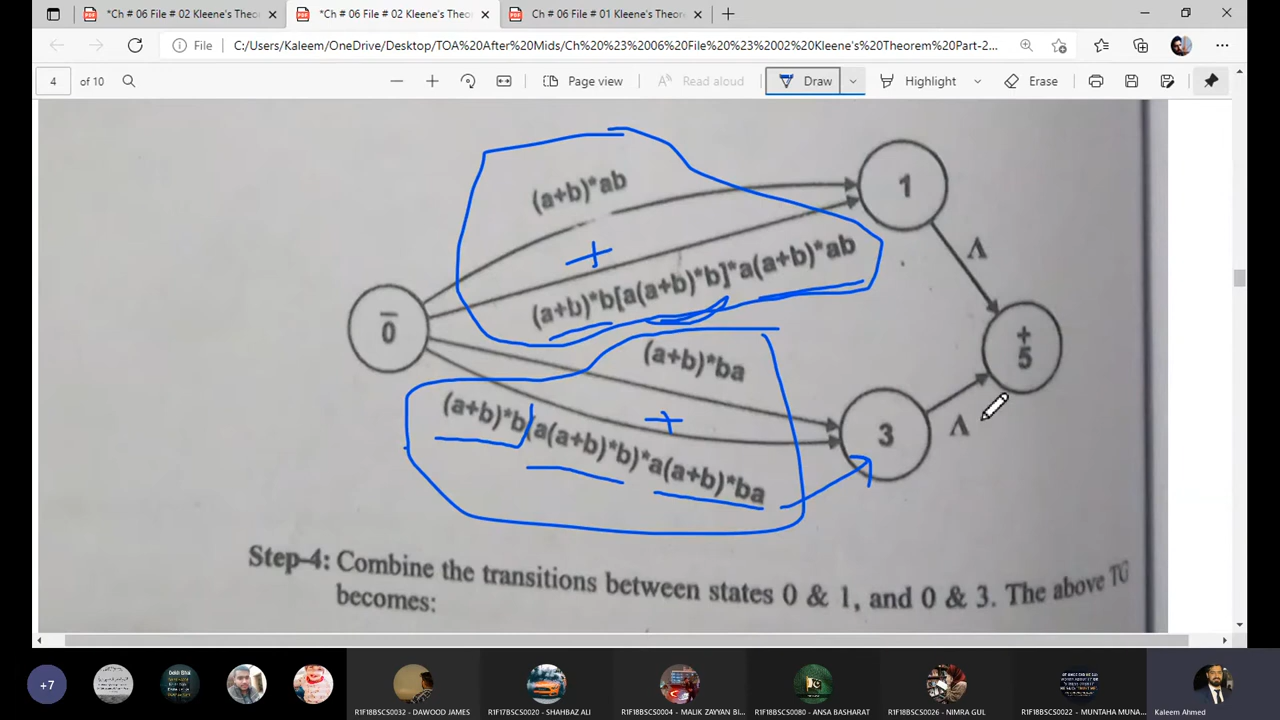 *Ch # 06 File # 02 Kleene's Theor
*Ch # 06 File # 02 Kleene's Theor
Ch # 06 File # 01 Kleene's Theore
File
C:/Users/Kaleem/OneDrive/Desktop/TOA%20After%20Mids/Ch%20%23%2006%20File%20%23%2002%20Kleene's%20Theorem%20Part-2...
4
of 10
Page view
Read aloud
Draw
Highlight
Erase
(a+b)*ab
1
Λ
+
(a+b)*b[a(a+b)*b]*a(a+b)*ab
−
0
+
5
(a+b)*ba
(a+b)*b(a(a+b)*b)*a(a+b)*ba
+
3
Λ
Step-4: Combine the transitions between states 0 & 1, and 0 & 3. The above TG
becomes:
+7
R1F18BSCS0032 - DAWOOD JAMES
R1F17BSCS0020 - SHAHBAZ ALI
R1F18BSCS0004 - MALIK ZAYYAN BI...
R1F18BSCS0080 - ANSA BASHARAT
R1F18BSCS0026 - NIMRA GUL
R1F18BSCS0022 - MUNTAHA MUNA...
Kaleem Ahmed